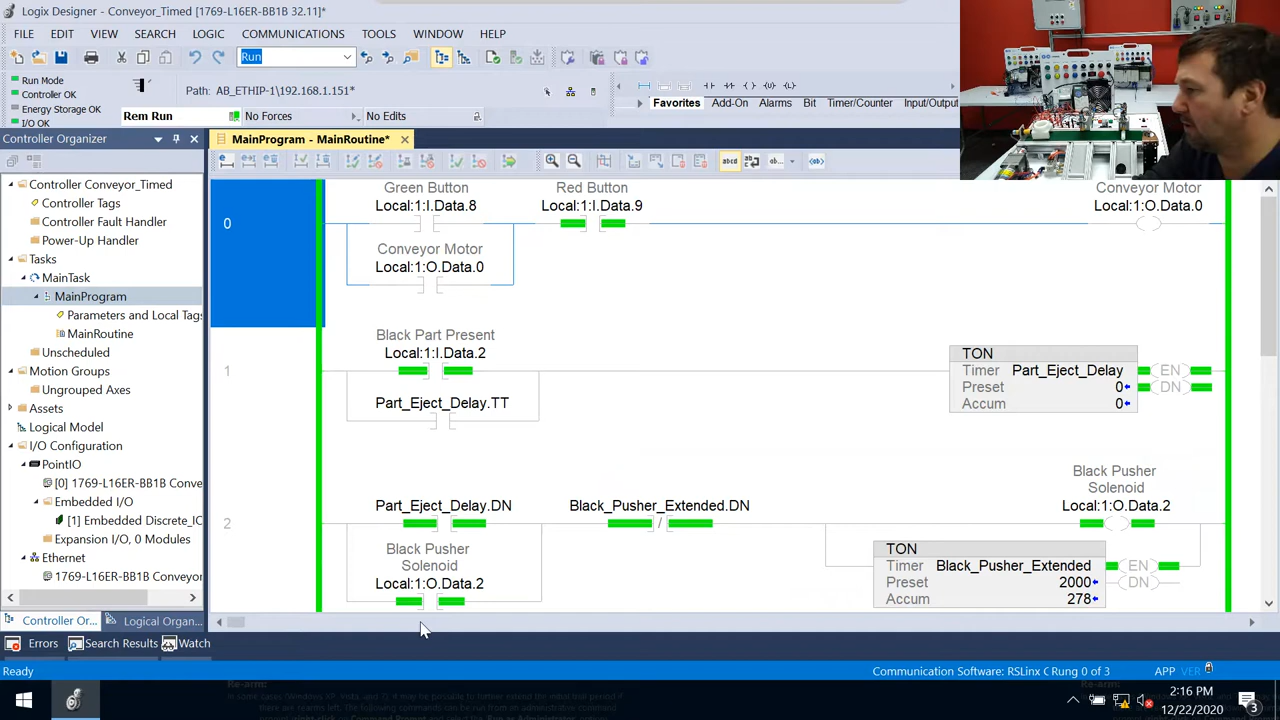 Logix Designer - Conveyor_Timed [1769-L16ER-BB1B 32.11]*
FILE EDIT VIEW SEARCH LOGIC COMMUNICATIONS TOOLS WINDOW HELP
Run
Run Mode
Controller OK
Energy Storage OK
I/O OK
Path: AB_ETHIP-1\192.168.1.151*
Rem Run No Forces No Edits
Favorites Add-On Alarms Bit Timer/Counter Input/Output
Controller Organizer
MainProgram - MainRoutine*
Controller Conveyor_Timed
Controller Tags
Controller Fault Handler
Power-Up Handler
Tasks
MainTask
MainProgram
Parameters and Local Tags
MainRoutine
Unscheduled
Motion Groups
Ungrouped Axes
Assets
Logical Model
I/O Configuration
PointIO
[0] 1769-L16ER-BB1B Conve
Embedded I/O
[1] Embedded Discrete_IC
Expansion I/O, 0 Modules
Ethernet
1769-L16ER-BB1B Conveyor
Controller Or... Logical Organ...
abcd ab...
0
Green Button
Local:1:I.Data.8
Red Button
Local:1:I.Data.9
Conveyor Motor
Local:1:O.Data.0
Conveyor Motor
Local:1:O.Data.0
1
Black Part Present
Local:1:I.Data.2
Part_Eject_Delay.TT
TON
Timer Part_Eject_Delay
Preset 0
Accum 0
EN
DN
2
Part_Eject_Delay.DN
Black_Pusher_Extended.DN
Black Pusher
Solenoid
Local:1:O.Data.2
Black Pusher
Solenoid
Local:1:O.Data.2
TON
Timer Black_Pusher_Extended
Preset 2000
Accum 278
EN
DN
Errors Search Results Watch
Ready
Communication Software: RSLinx C Rung 0 of 3 APP VER
2:16 PM
12/22/2020
3